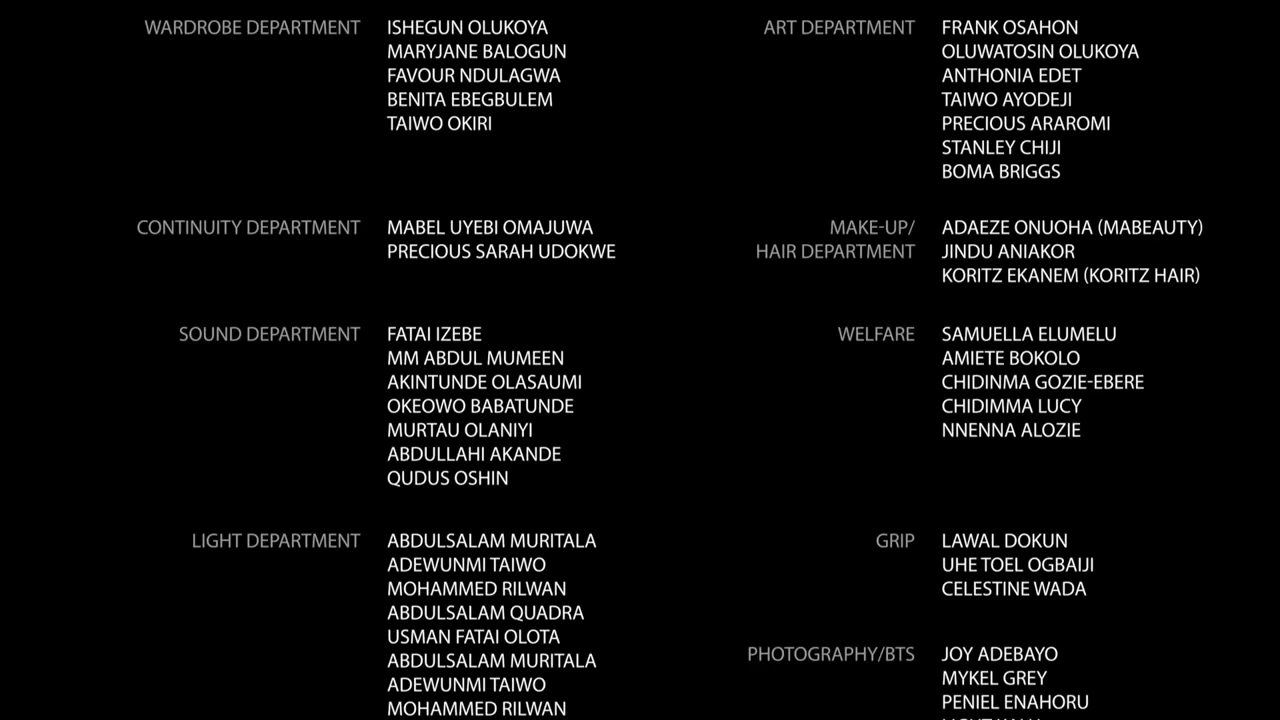 WARDROBE DEPARTMENT ISHEGUN OLUKOYA
MARYJANE BALOGUN
FAVOUR NDULAGWA
BENITA EBEGBULEM
TAIWO OKIRI
CONTINUITY DEPARTMENT MABEL UYEBI OMAJUWA
PRECIOUS SARAH UDOKWE
SOUND DEPARTMENT FATAI IZEBE
MM ABDUL MUMEEN
AKINTUNDE OLASAUMI
OKEOWO BABATUNDE
MURTAU OLANIYI
ABDULLAHI AKANDE
QUDUS OSHIN
LIGHT DEPARTMENT ABDULSALAM MURITALA
ADEWUNMI TAIWO
MOHAMMED RILWAN
ABDULSALAM QUADRA
USMAN FATAI OLOTA
ABDULSALAM MURITALA
ADEWUNMI TAIWO
MOHAMMED RILWAN
ART DEPARTMENT FRANK OSAHON
OLUWATOSIN OLUKOYA
ANTHONIA EDET
TAIWO AYODEJI
PRECIOUS ARAROMI
STANLEY CHIJI
BOMA BRIGGS
MAKE-UP/ ADAEZE ONUOHA (MABEAUTY)
HAIR DEPARTMENT JINDU ANIAKOR
KORITZ EKANEM (KORITZ HAIR)
WELFARE SAMUELLA ELUMELU
AMIETE BOKOLO
CHIDINMA GOZIE-EBERE
CHIDIMMA LUCY
NNENNA ALOZIE
GRIP LAWAL DOKUN
UHE TOEL OGBAIJI
CELESTINE WADA
PHOTOGRAPHY/BTS JOY ADEBAYO
MYKEL GREY
PENIEL ENAHORU